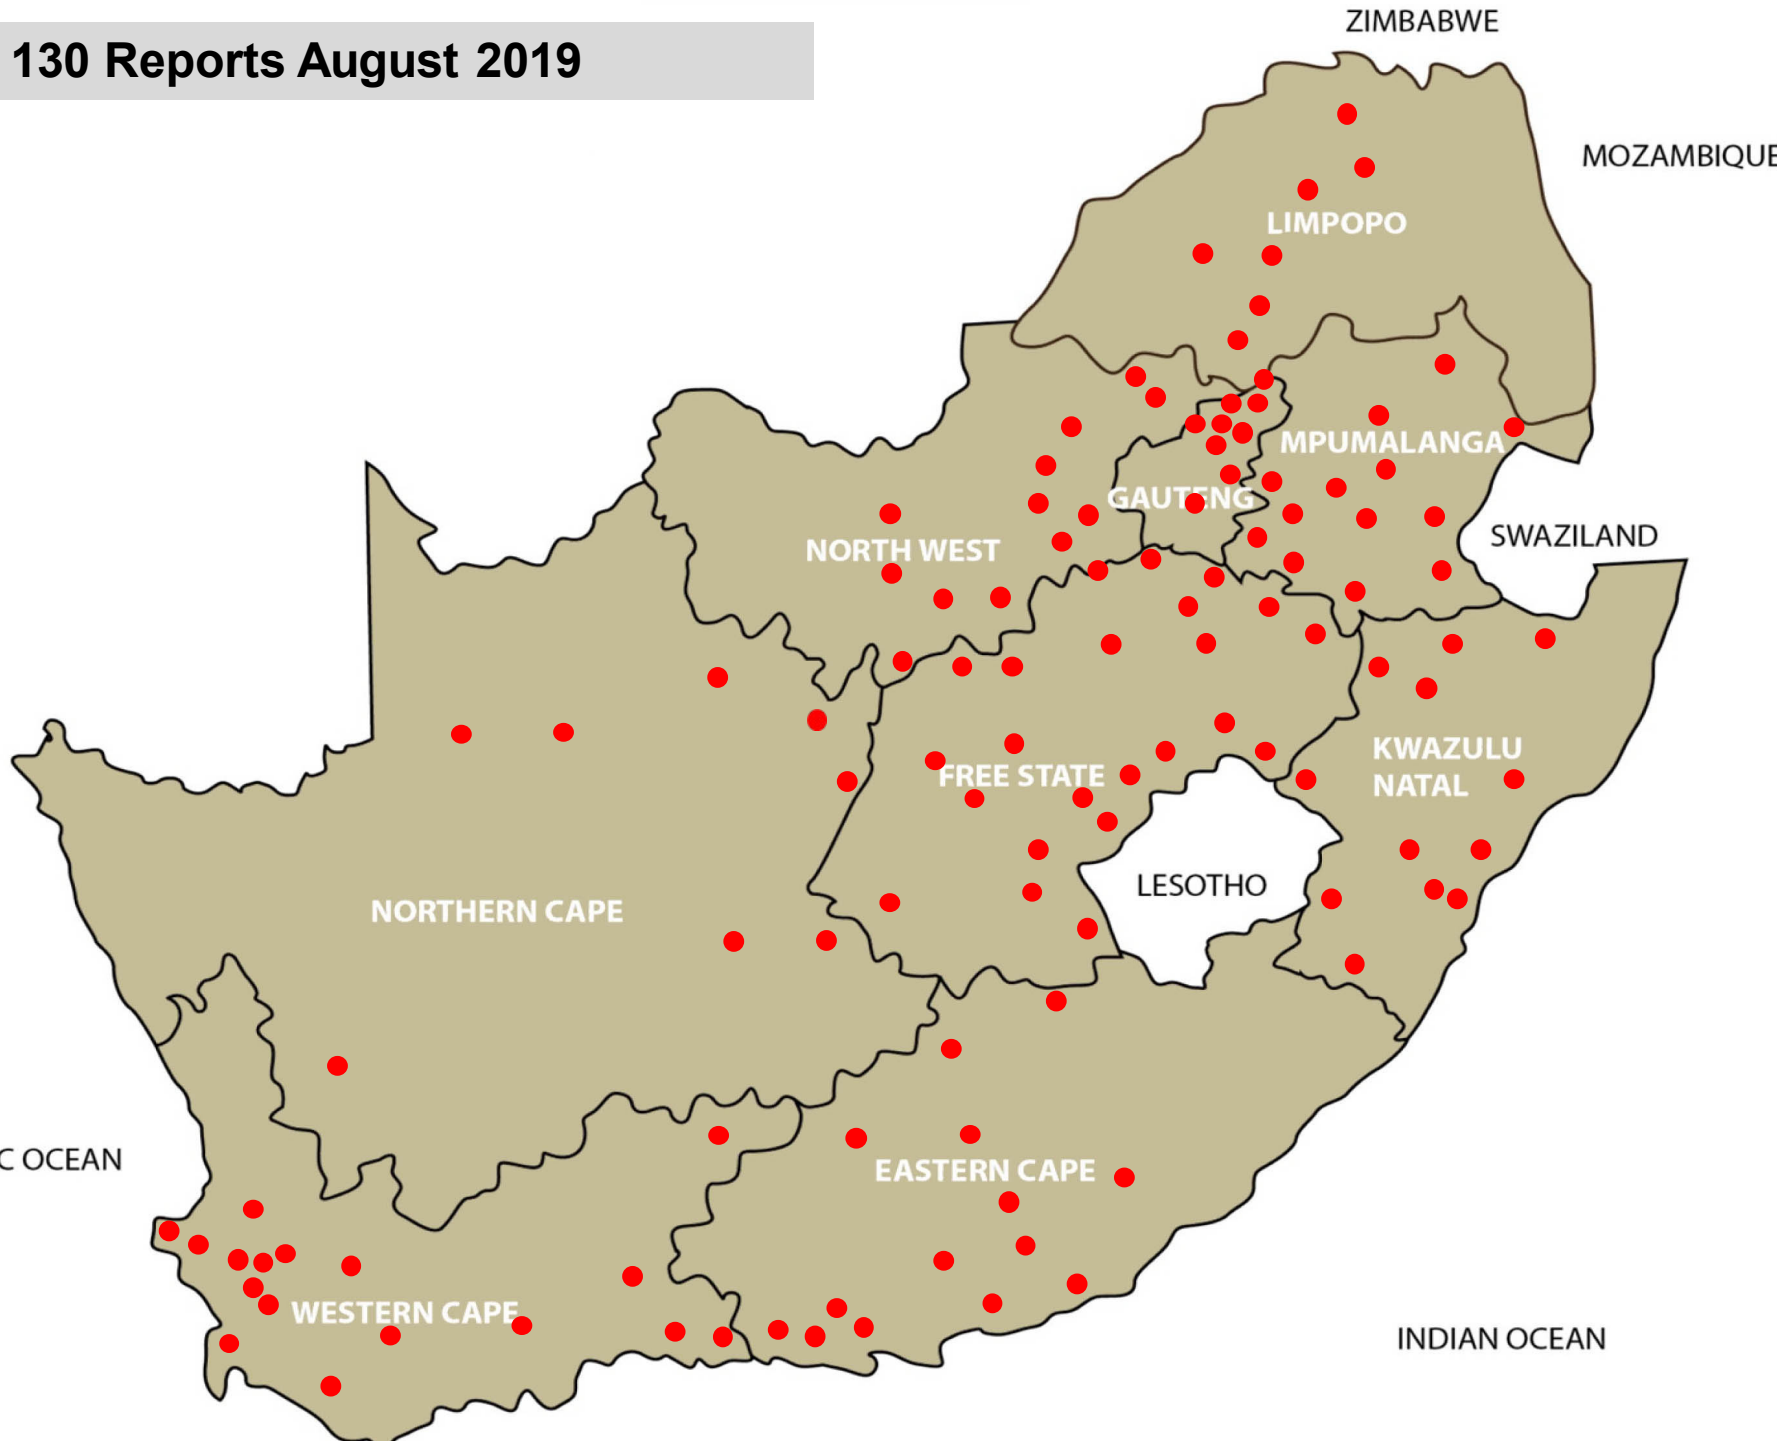 ZIMBABWE
130 Reports August 2019
MOZAMBIQUE
LIMPOPO
MPUMALANGA
GAUTENG
SWAZILAND
NORTH WEST
KWAZULU
NATAL
FREE STATE
LESOTHO
NORTHERN CAPE
C OCEAN
EASTERN CAPE
WESTERN CAPE
INDIAN OCEAN